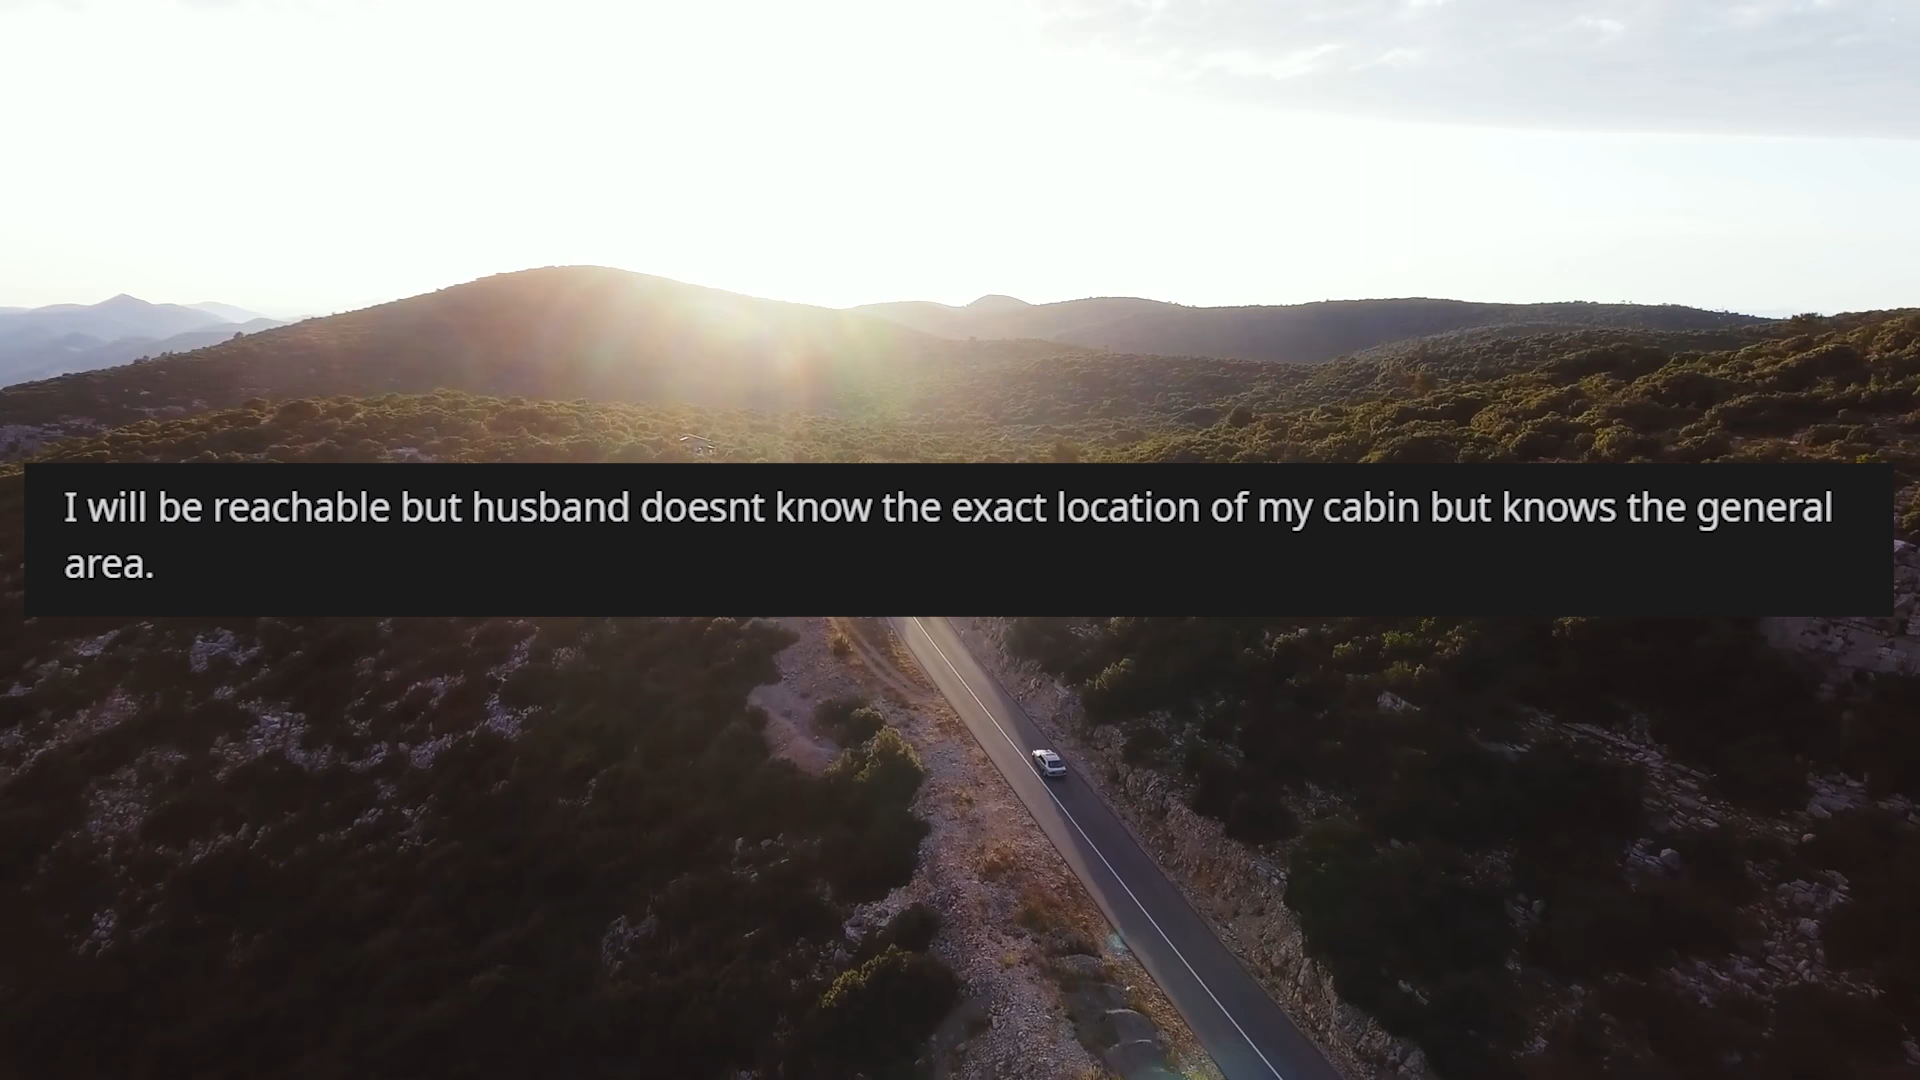 I will be reachable but husband doesnt know the exact location of my cabin but knows the general
area.